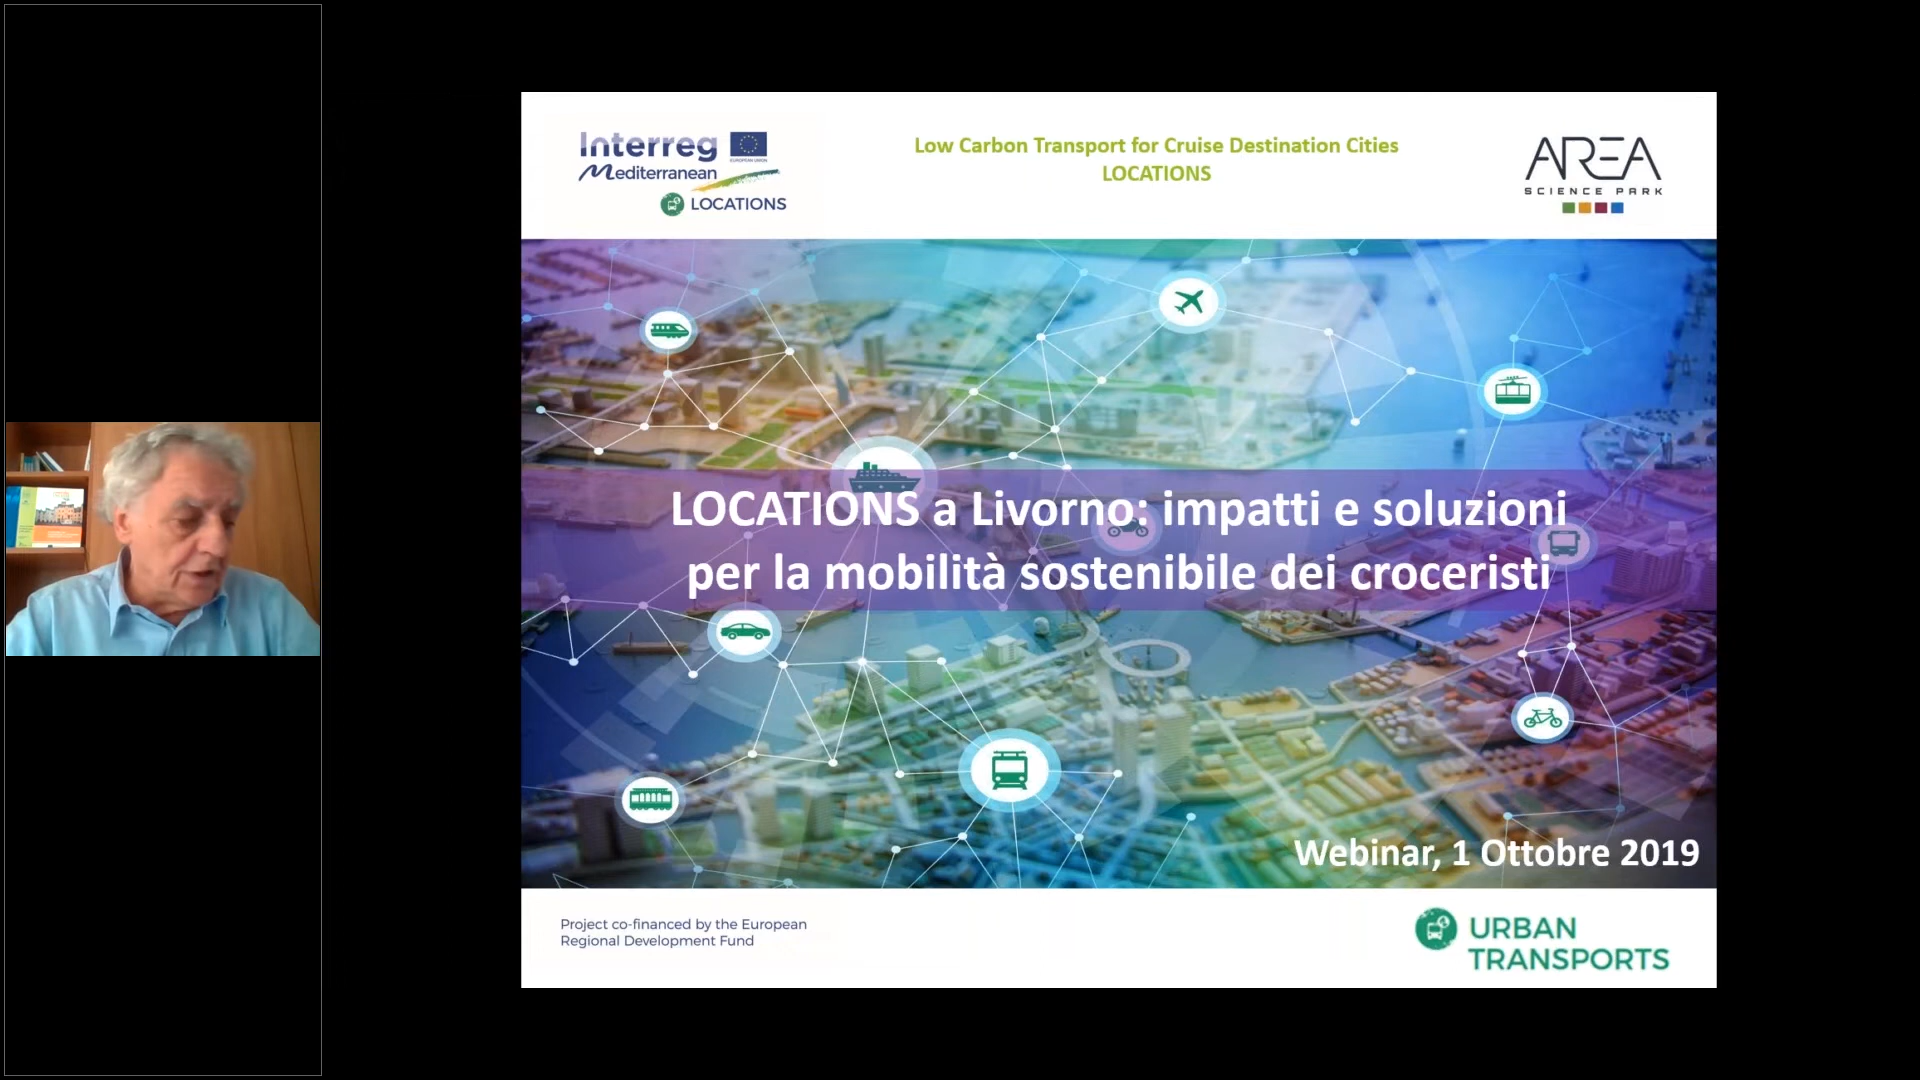 Interreg
EUROPEAN UNION
Mediterranean
LOCATIONS
Low Carbon Transport for Cruise Destination Cities
LOCATIONS
AREA
SCIENCE PARK
LOCATIONS a Livorno: impatti e soluzioni
per la mobilità sostenibile dei croceristi
Webinar, 1 Ottobre 2019
Project co-financed by the European
Regional Development Fund
URBAN
TRANSPORTS